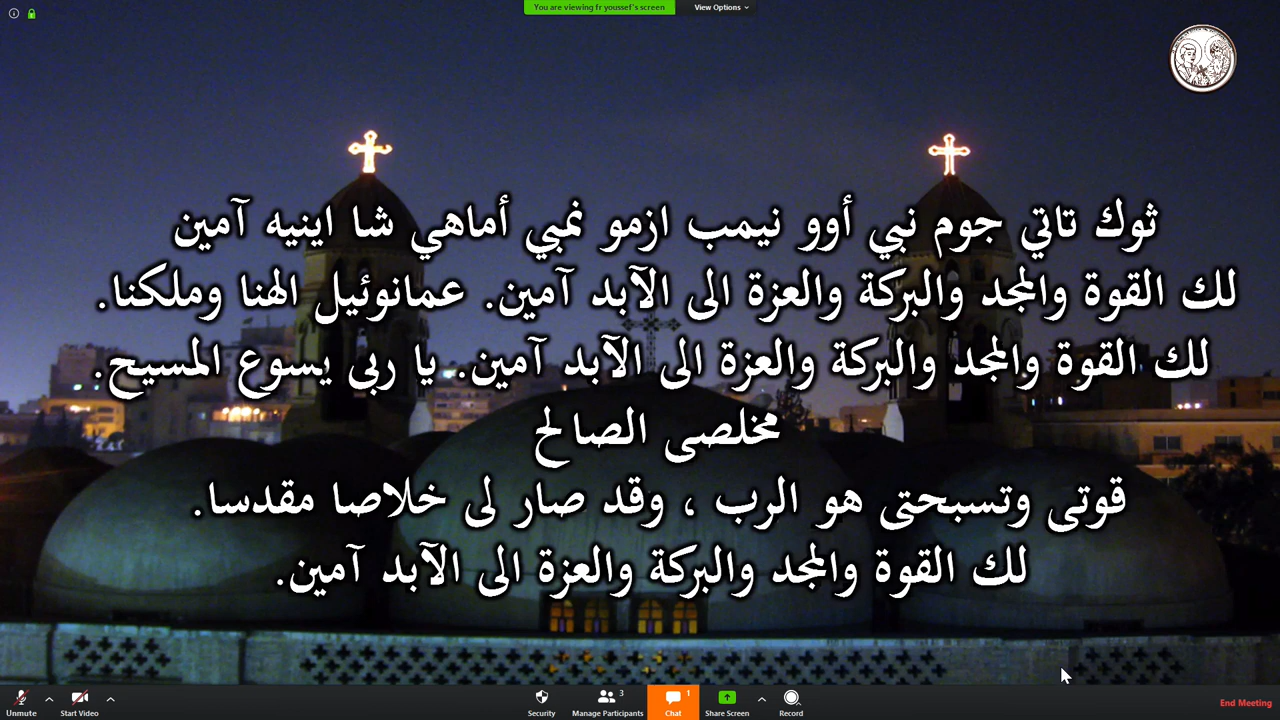 You are viewing fr youssef's screen
View Options
ثوك تاتي جوم نبي أوو نيمب ازمو نمبي أماهي شا اينيه آمين
لك القوة والمجد والبركة والعزة الى الآبد آمين. عمانوئيل الهنا وملكنا.
لك القوة والمجد والبركة والعزة الى الآبد آمين. يا ربى يسوع المسيح.
مخلصى الصالح
قوتى وتسبحتى هو الرب ، وقد صار لى خلاصا مقدسا.
لك القوة والمجد والبركة والعزة الى الآبد آمين.
Unmute
Start Video
Security
Manage Participants 3
Chat 1
Share Screen
Record
End Meeting